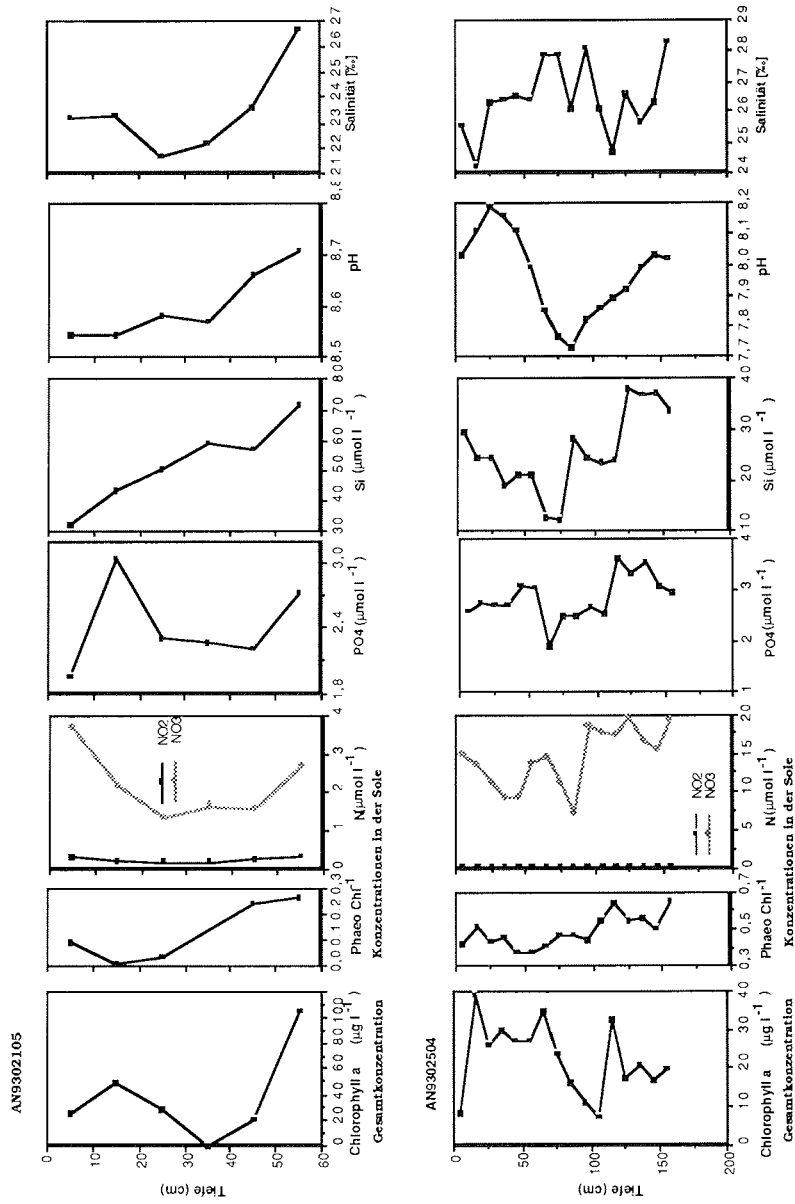 AN9302105
Tiefe (cm)
0
10
20
30
40
50
60
NO2
NO3
0 20 40 60 80 100
0,0 0,1 0,2 0,3
0 1 2 3 4
1,8 2,4 3,0
30 40 50 60 70 80
8,5 8,6 8,7 8,8
21 22 23 24 25 26 27
Chlorophyll a (µg l⁻¹)
Phaeo Chl⁻¹
N(µmol l⁻¹)
PO4 (µmol l⁻¹)
Si (µmol l⁻¹)
pH
Salinität [‰]
Gesamtkonzentration
Konzentrationen in der Sole
AN9302504
Tiefe (cm)
0
50
100
150
200
NO2
NO3
0 10 20 30 40
0,3 0,5 0,7
0 5 10 15 20
1 2 3 4
10 20 30 40
7,7 7,8 7,9 8,0 8,1 8,2
24 25 26 27 28 29
Chlorophyll a (µg l⁻¹)
Phaeo Chl⁻¹
N(µmol l⁻¹)
PO4(µmol l⁻¹)
Si (µmol l⁻¹)
pH
Salinität [‰]
Gesamtkonzentration
Konzentrationen in der Sole